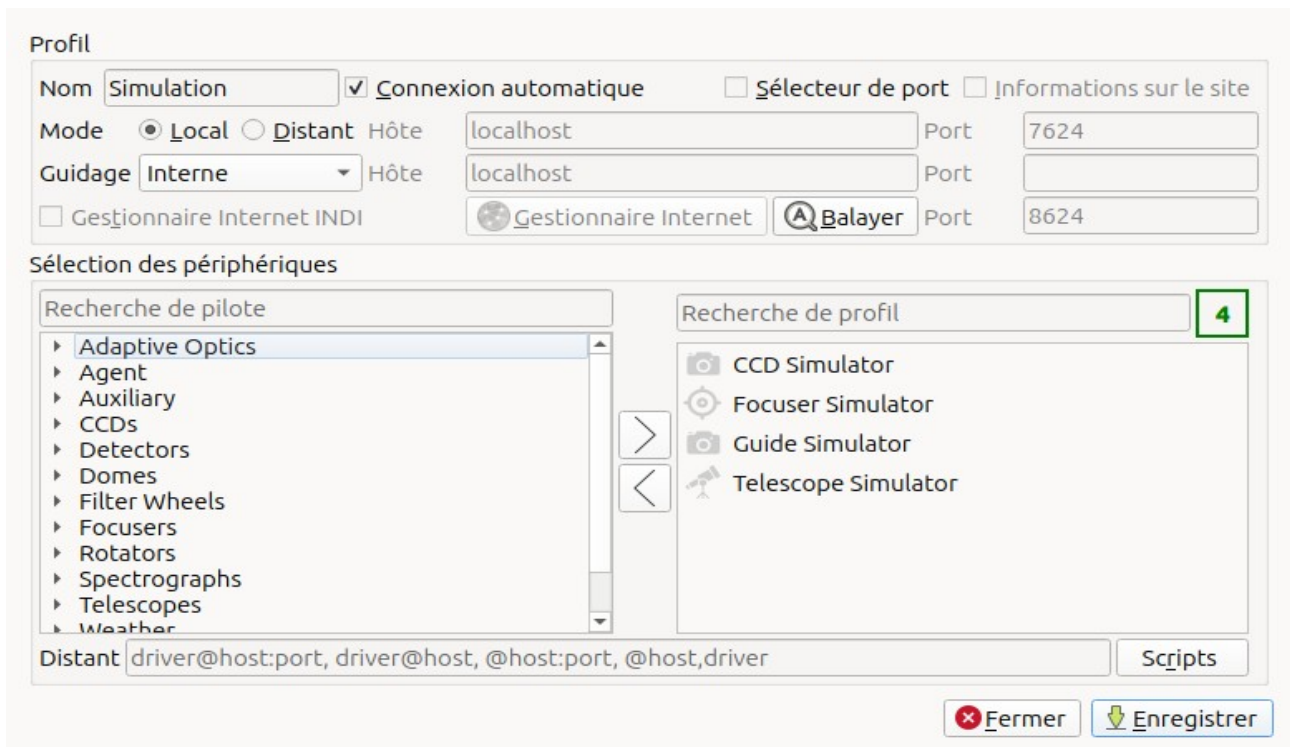 Profil
Nom Simulation Connexion automatique Sélecteur de port Informations sur le site
Mode Local Distant Hôte localhost Port 7624
Guidage Interne Hôte localhost Port
Gestionnaire Internet INDI Gestionnaire Internet Balayer Port 8624
Sélection des périphériques
Recherche de pilote
Adaptive Optics
Agent
Auxiliary
CCDs
Detectors
Domes
Filter Wheels
Focusers
Rotators
Spectrographs
Telescopes
Weather
Recherche de profil 4
CCD Simulator
Focuser Simulator
Guide Simulator
Telescope Simulator
Distant driver@host:port, driver@host, @host:port, @host,driver Scripts
Fermer Enregistrer